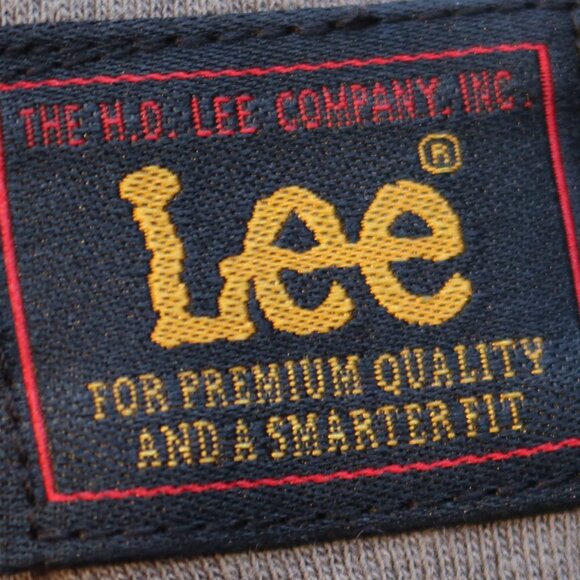 THE H.D. LEE COMPANY, INC.
Lee®
FOR PREMIUM QUALITY
AND A SMARTER FIT